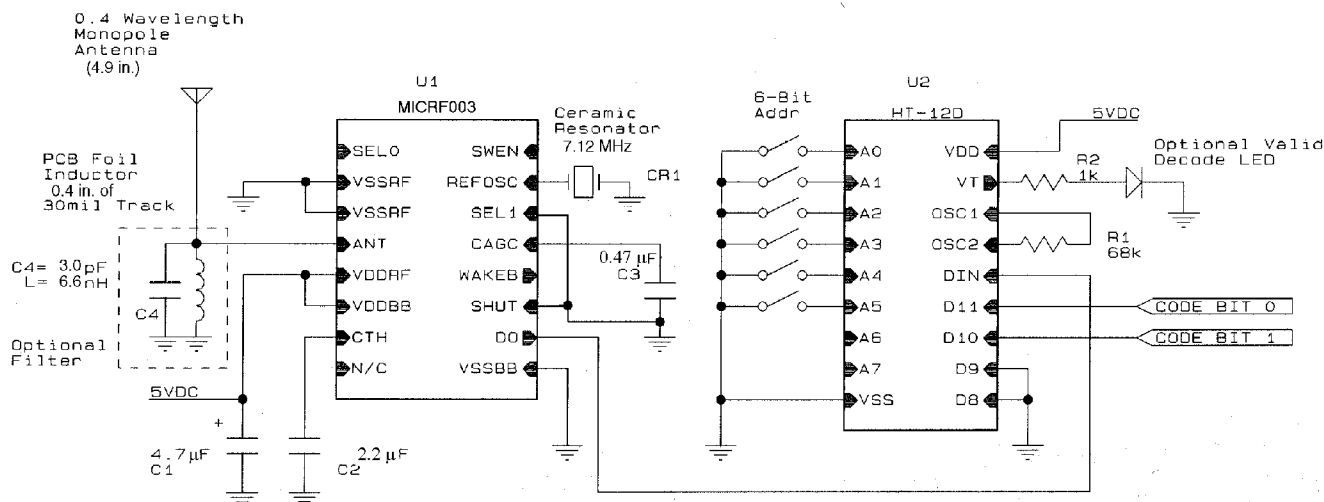 0.4 Wavelength
Monopole
Antenna
(4.9 in.)
PCB Foil
Inductor
0.4 in. of
30mil Track
C4= 3.0pF
L= 6.6nH
C4
Optional
Filter
5VDC
+
4.7µF
C1
2.2 µF
C2
U1
MICRF003
SEL0
VSSRF
VSSRF
ANT
VDDRF
VDDBB
CTH
N/C
SWEN
REFOSC
SEL1
CAGC
WAKEB
SHUT
DO
VSSBB
Ceramic
Resonator
7.12 MHz
CR1
0.47 µF
C3
6-Bit
Addr
U2
HT-12D
A0
A1
A2
A3
A4
A5
A6
A7
VSS
VDD
VT
OSC1
OSC2
DIN
D11
D10
D9
D8
5VDC
R2
1k
Optional Valid
Decode LED
R1
68k
CODE BIT 0
CODE BIT 1